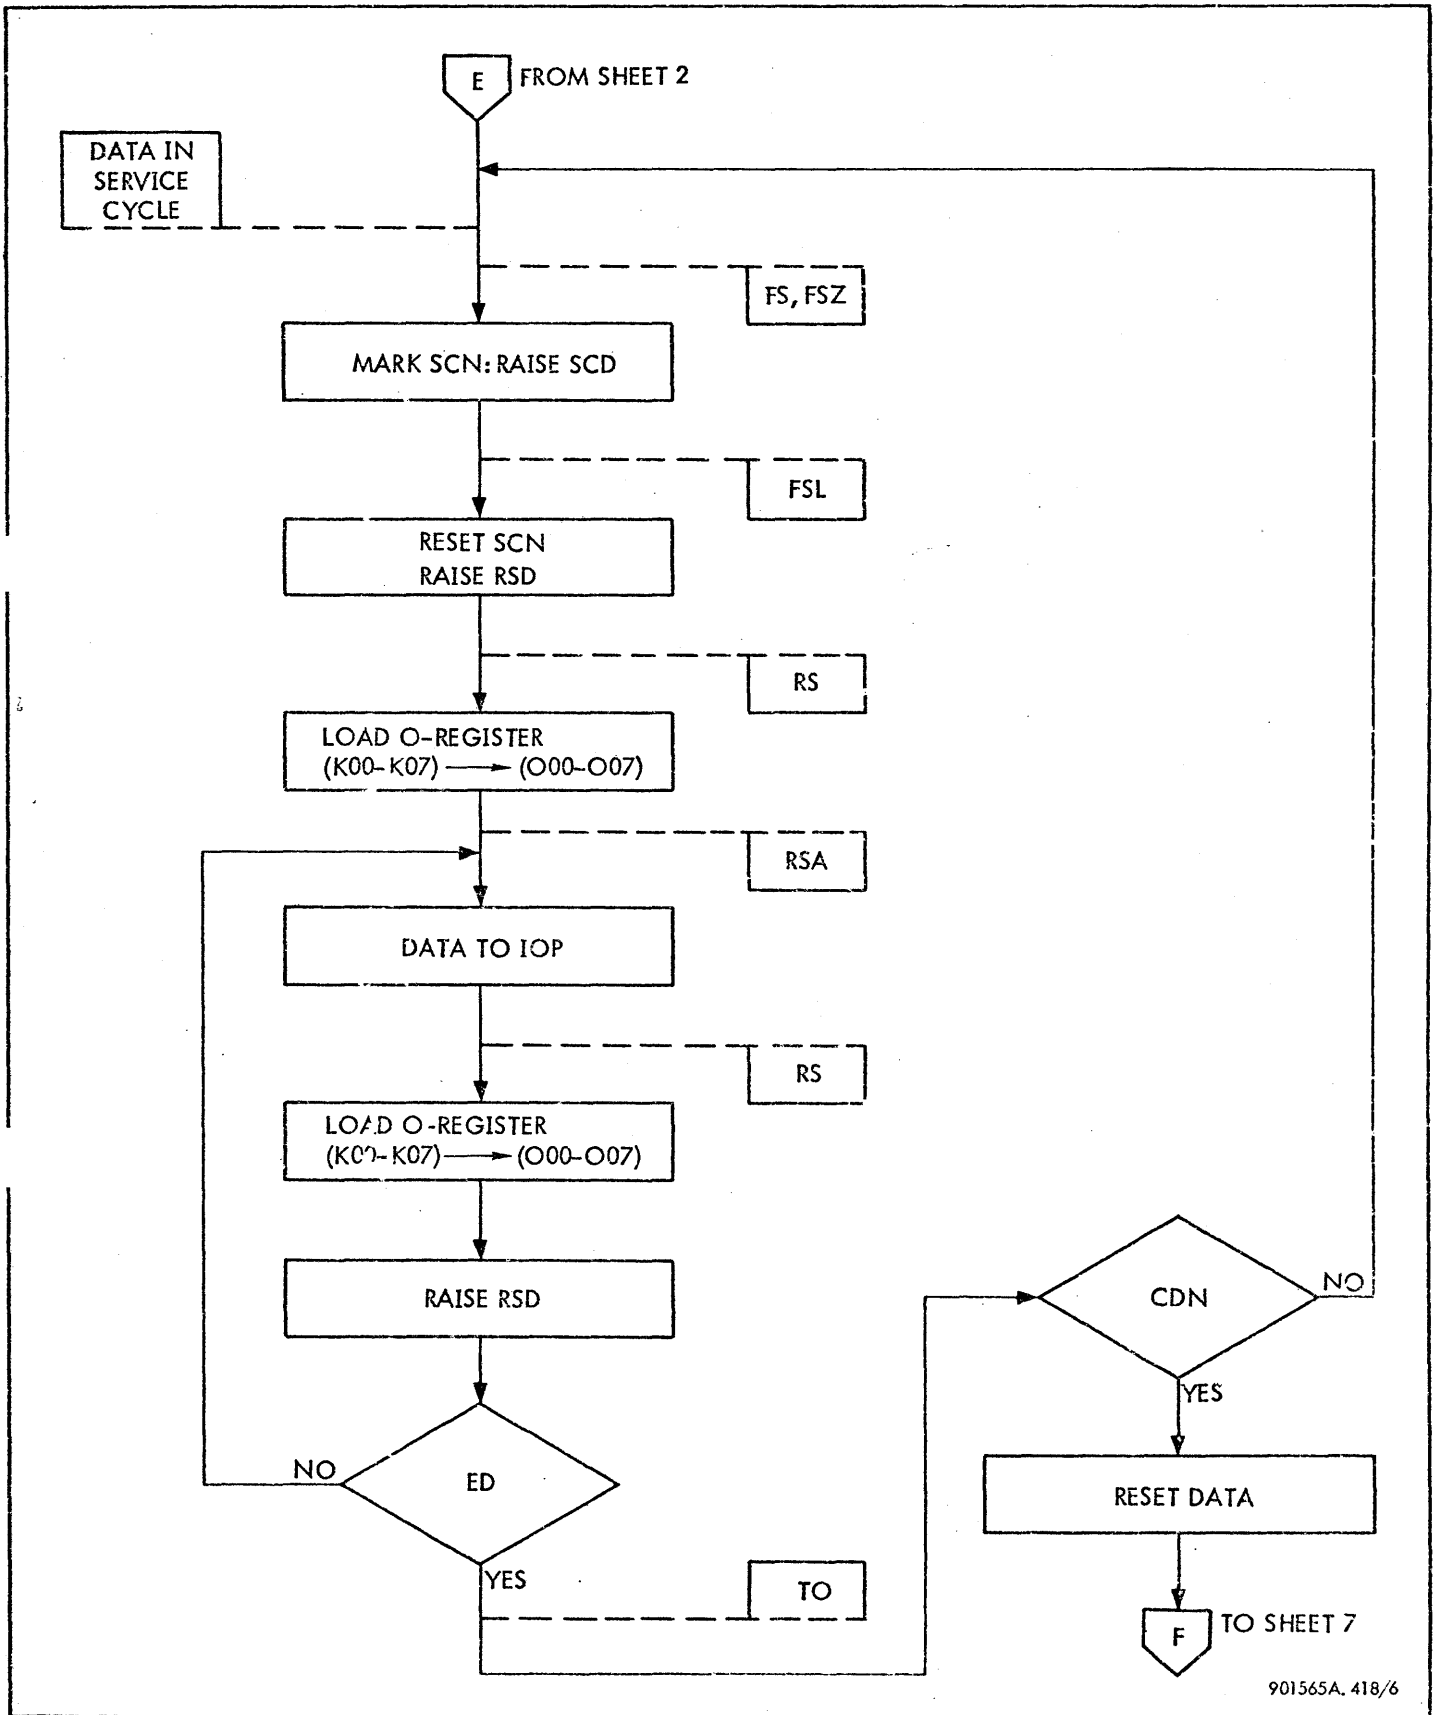 E FROM SHEET 2
DATA IN
SERVICE
CYCLE
FS, FSZ
MARK SCN: RAISE SCD
FSL
RESET SCN
RAISE RSD
RS
LOAD O-REGISTER
(K00-K07) → (O00-O07)
RSA
DATA TO IOP
RS
LOAD O-REGISTER
(K00-K07) → (O00-O07)
RAISE RSD
CDN
NO
YES
ED
NO
YES
RESET DATA
TO
F TO SHEET 7
901565A. 418/6